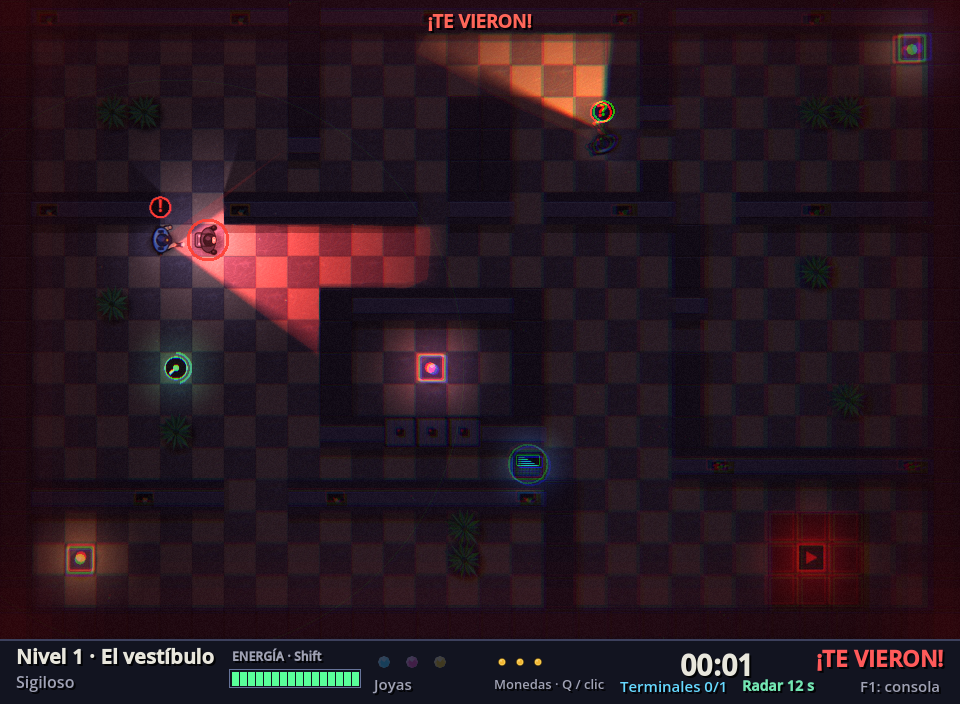 ¡TE VIERON!
?
!
Nivel 1 · El vestíbulo
Sigiloso
ENERGÍA · Shift
Joyas
Monedas · Q / clic
00:01
Terminales 0/1
Radar 12 s
¡TE VIERON!
F1: consola